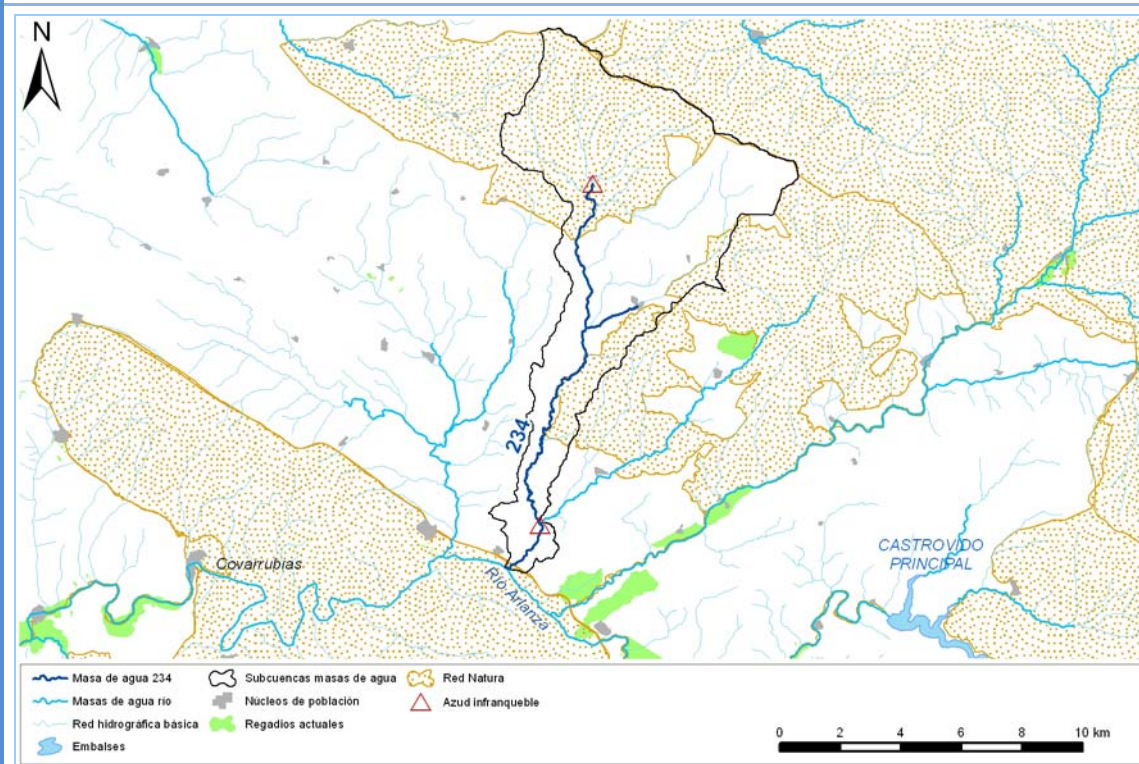 N
234
Covarrubias
Río Arlanza
CASTROVIDO
PRINCIPAL
Masa de agua 234
Subcuencas masas de agua
Red Natura
Masas de agua río
Núcleos de población
Azud infranqueable
Red hidrográfica básica
Regadíos actuales
Embalses
0 2 4 6 8 10 km